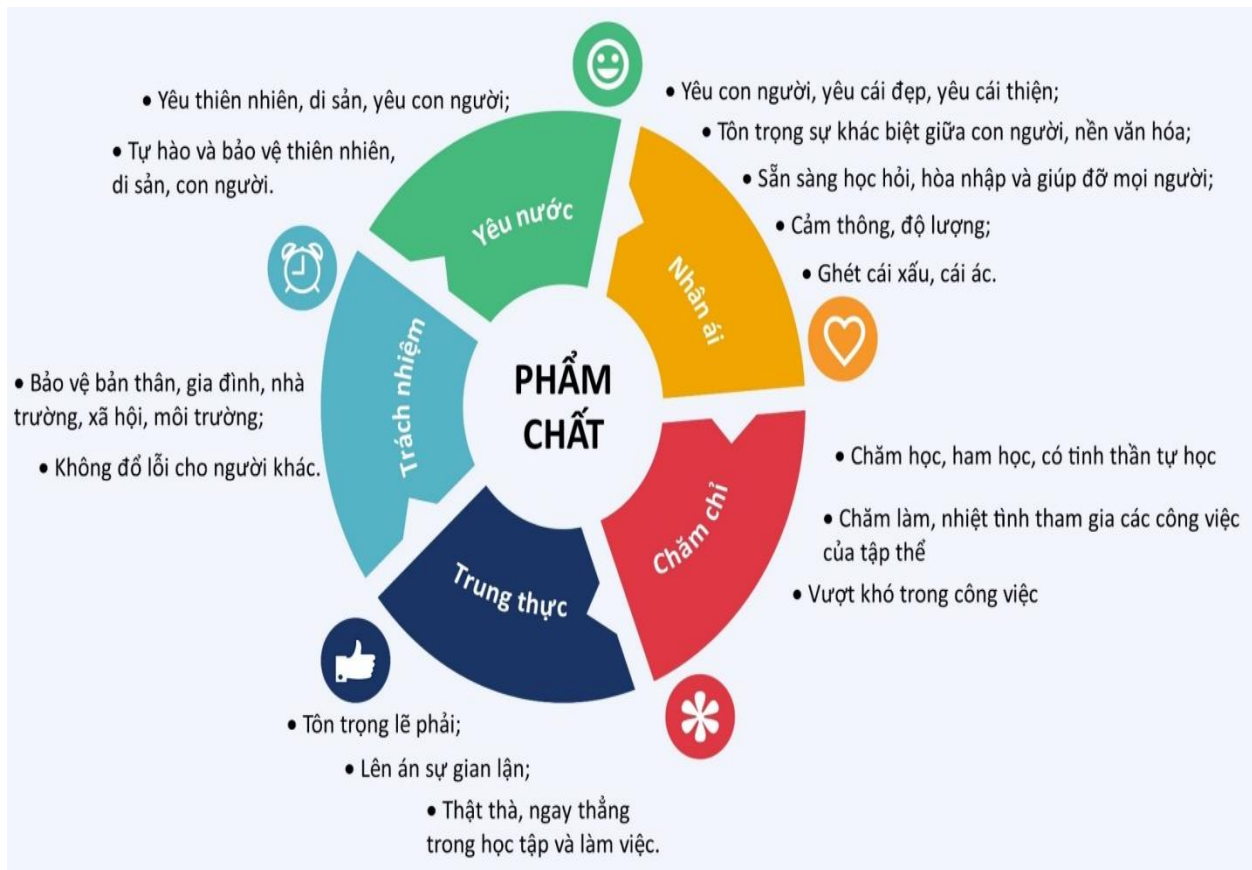 • Yêu thiên nhiên, di sản, yêu con người;
• Tự hào và bảo vệ thiên nhiên,
di sản, con người.
Yêu nước
• Yêu con người, yêu cái đẹp, yêu cái thiện;
• Tôn trọng sự khác biệt giữa con người, nền văn hóa;
• Sẵn sàng học hỏi, hòa nhập và giúp đỡ mọi người;
• Cảm thông, độ lượng;
• Ghét cái xấu, cái ác.
Nhân ái
PHẨM
CHẤT
• Chăm học, ham học, có tinh thần tự học
• Chăm làm, nhiệt tình tham gia các công việc
của tập thể
• Vượt khó trong công việc
Chăm chỉ
Trung thực
• Tôn trọng lẽ phải;
• Lên án sự gian lận;
• Thật thà, ngay thẳng
trong học tập và làm việc.
Trách nhiệm
• Bảo vệ bản thân, gia đình, nhà
trường, xã hội, môi trường;
• Không đổ lỗi cho người khác.